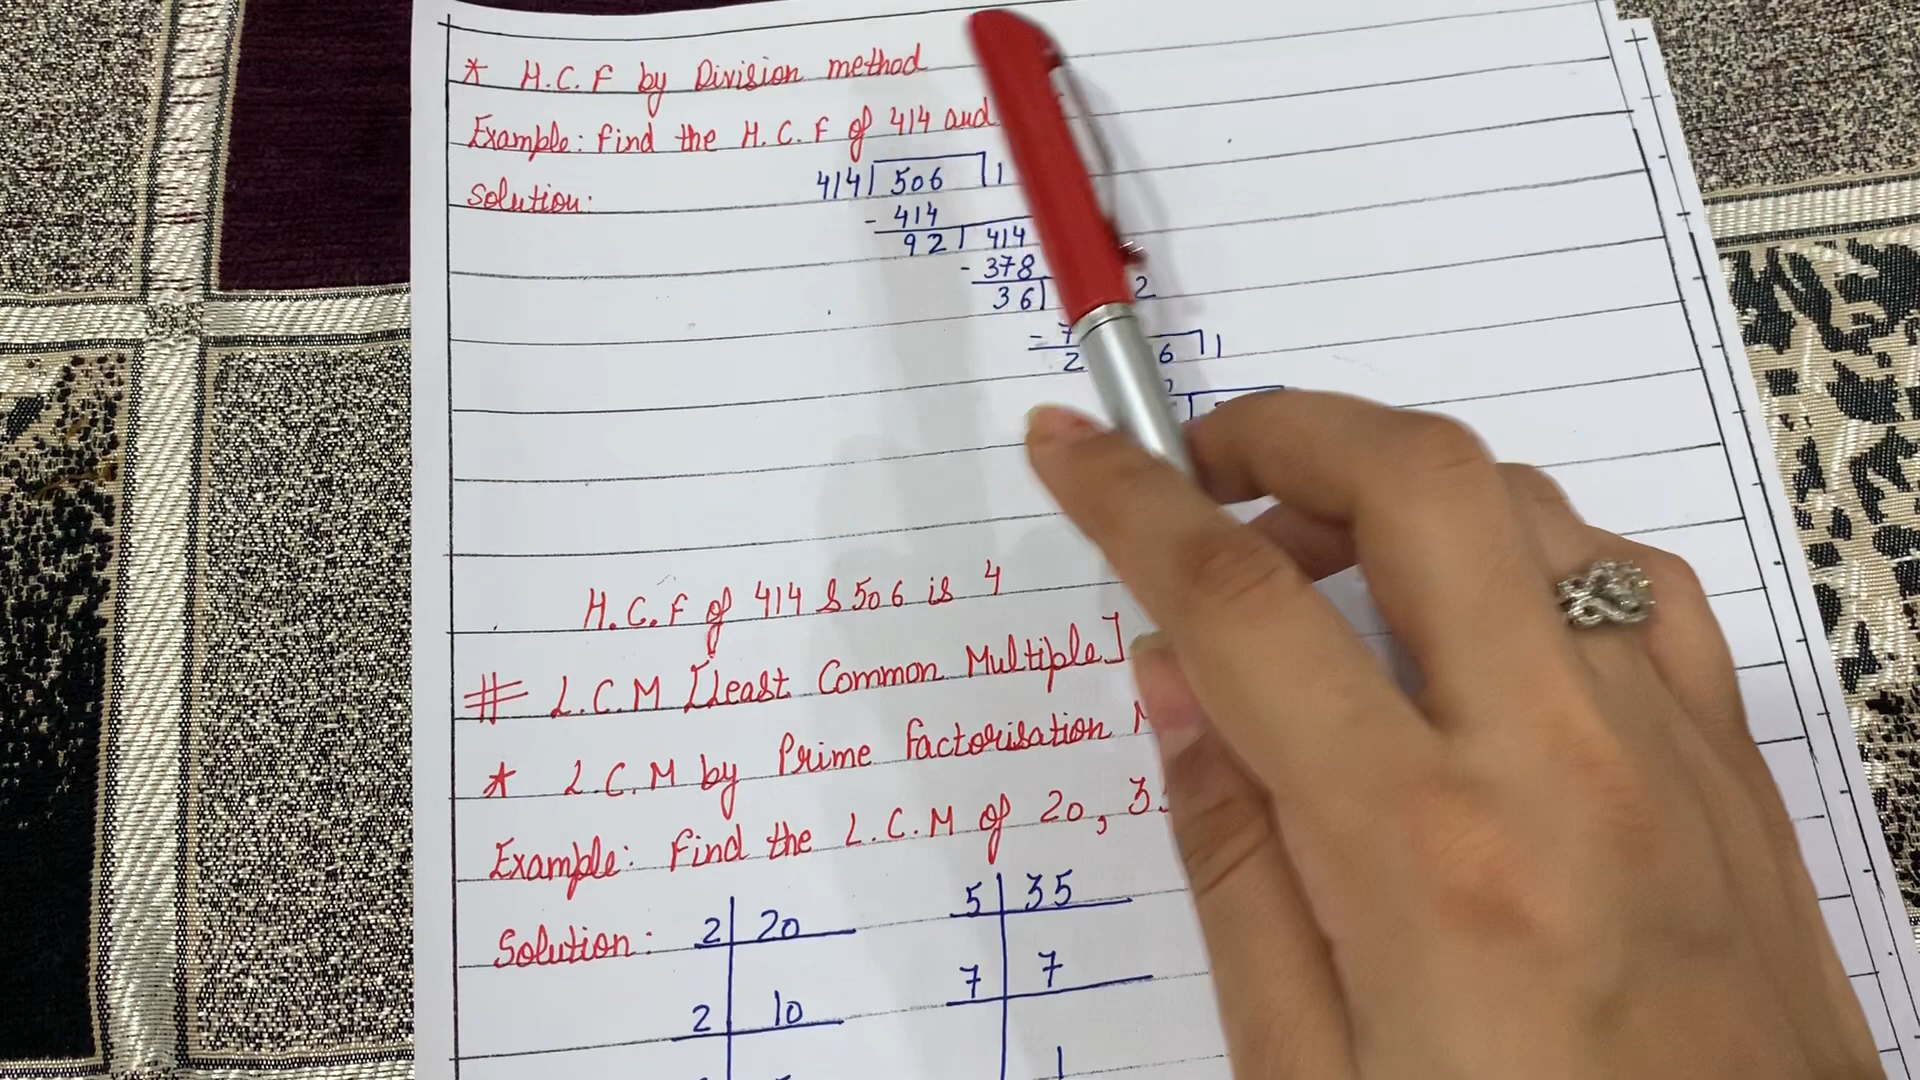 * H.C.F by Division method
Example: Find the H.C.F of 414 and
Solution:
414 506 1
- 414
92 414
- 378
36 2
- 7
2 6 1
H.C.F of 414 & 506 is 4
# L.C.M [Least Common Multiple]
* L.C.M by Prime Factorisation
Example: Find the L.C.M of 20,
Solution: 2 20 5 35
2 10 7 7
1